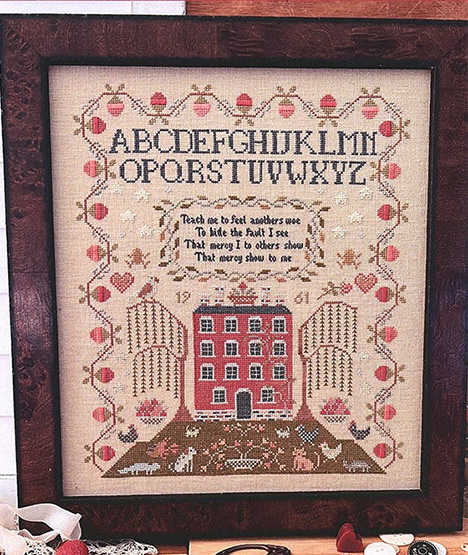 ABCDEFGHIJKLMN
OPQRSTUVWXYZ
Teach me to feel anothers woe
To hide the fault I see
That mercy I to others show
That mercy show to me
19 61